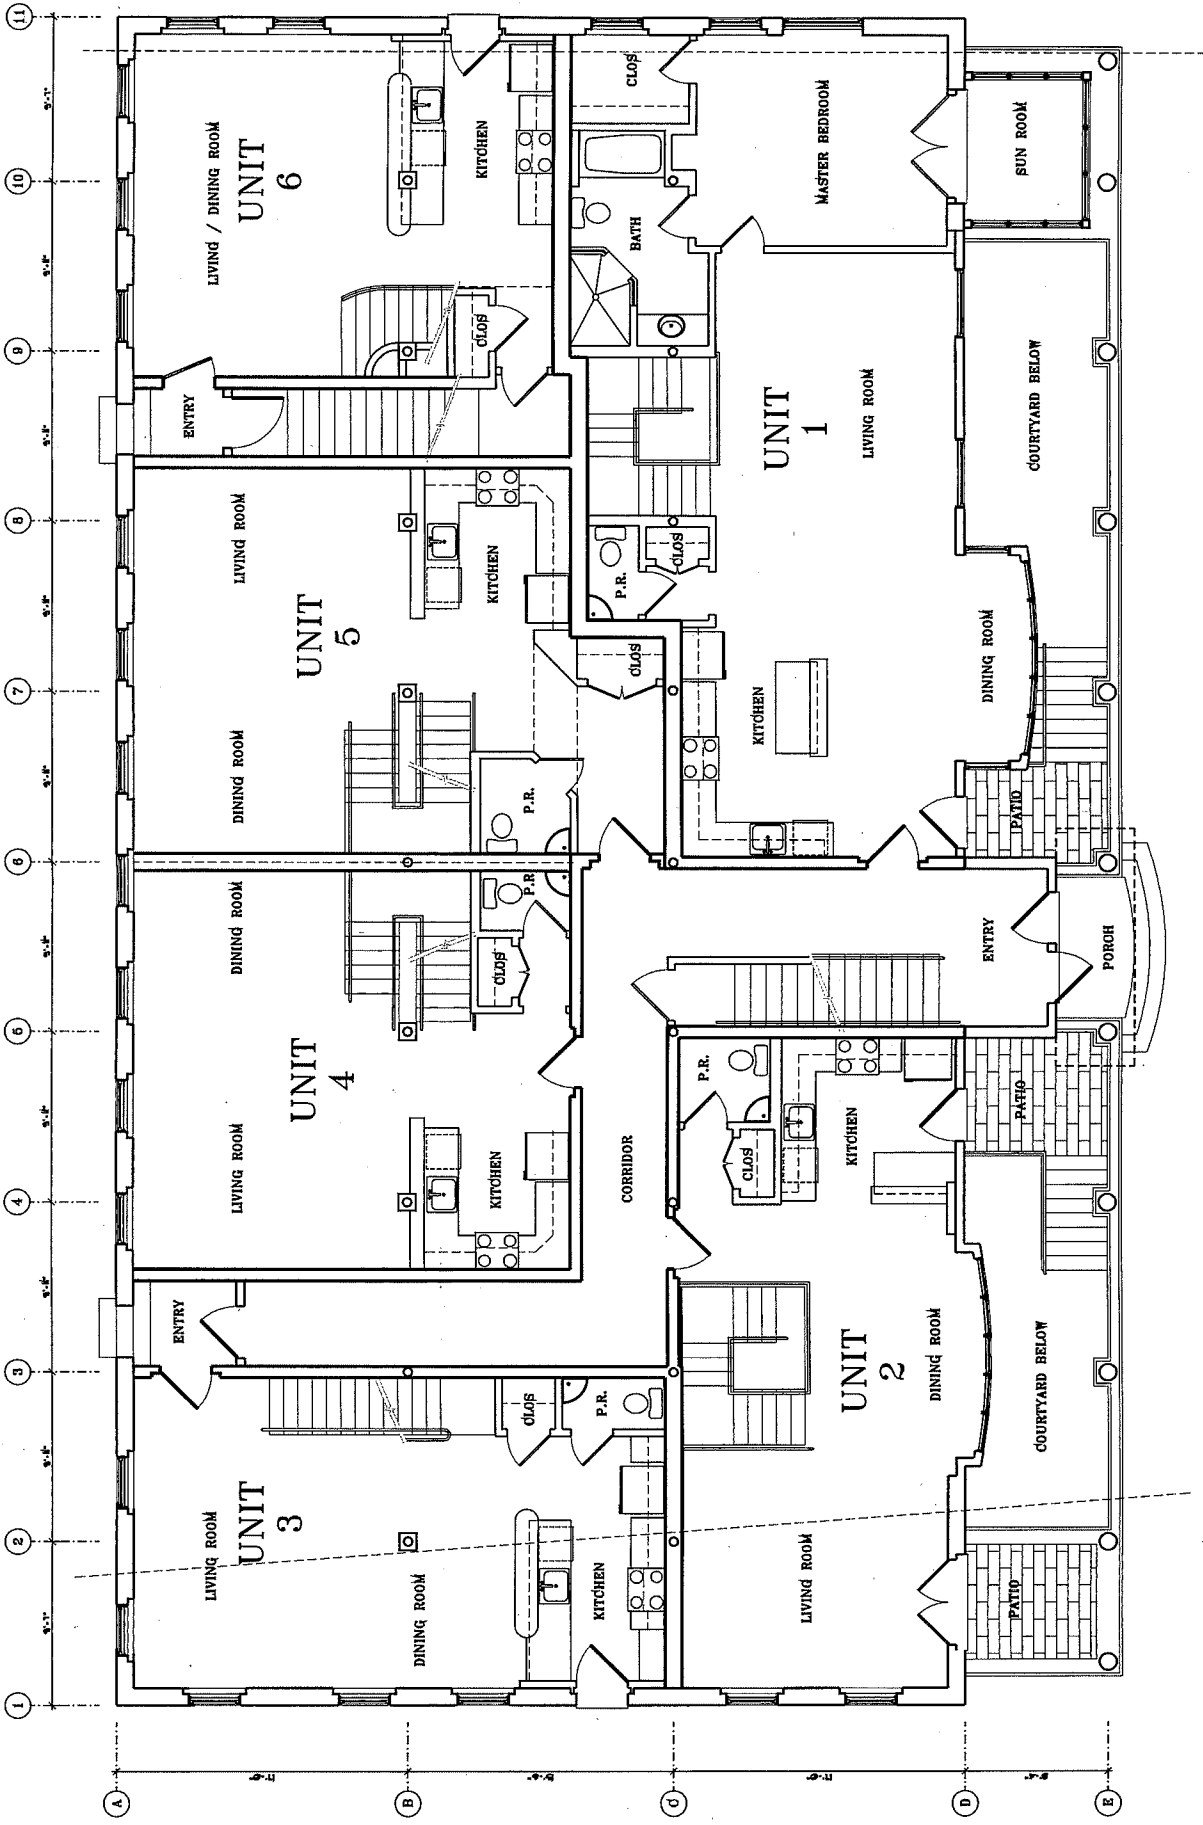 11
10
9
8
7
6
5
4
3
2
1
A
B
C
D
E
LIVING / DINING ROOM
UNIT
6
KITCHEN
CLOS
ENTRY
CLOS
BATH
MASTER BEDROOM
SUN ROOM
UNIT
1
LIVING ROOM
COURTYARD BELOW
P.R.
CLOS
KITCHEN
DINING ROOM
PATIO
LIVING ROOM
UNIT
5
KITCHEN
DINING ROOM
CLOS
P.R.
DINING ROOM
UNIT
4
LIVING ROOM
KITCHEN
CLOS
P.R.
CORRIDOR
ENTRY
PORCH
ENTRY
P.R.
CLOS
KITCHEN
PATIO
UNIT
2
DINING ROOM
COURTYARD BELOW
LIVING ROOM
PATIO
LIVING ROOM
UNIT
3
DINING ROOM
KITCHEN
CLOS
P.R.